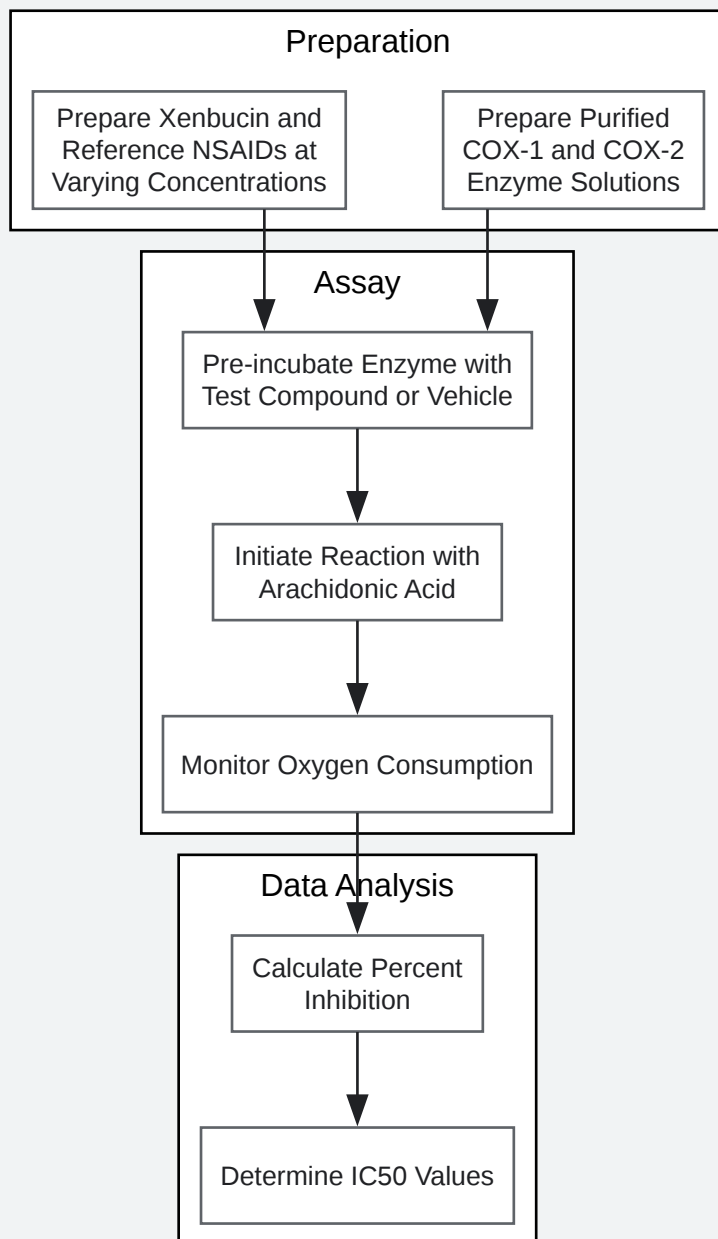 Preparation
Prepare Xenbucin and
Reference NSAIDs at
Varying Concentrations
Prepare Purified
COX-1 and COX-2
Enzyme Solutions
Assay
Pre-incubate Enzyme with
Test Compound or Vehicle
Initiate Reaction with
Arachidonic Acid
Monitor Oxygen Consumption
Data Analysis
Calculate Percent
Inhibition
Determine IC50 Values